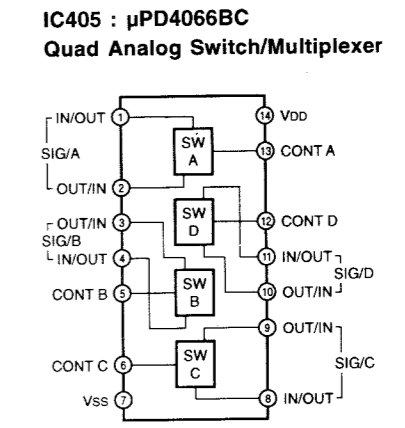 IC405 : µPD4066BC
Quad Analog Switch/Multiplexer
IN/OUT 1
SIG/A
OUT/IN 2
OUT/IN 3
SIG/B
IN/OUT 4
CONT B 5
CONT C 6
VSS 7
SW A
SW D
SW B
SW C
14 VDD
13 CONT A
12 CONT D
11 IN/OUT
SIG/D
10 OUT/IN
9 OUT/IN
SIG/C
8 IN/OUT